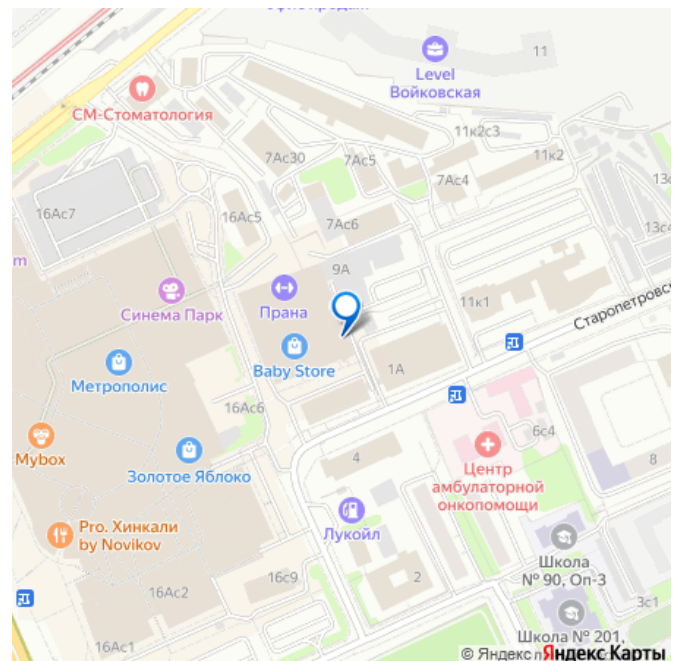 11
Level
Войковская
СМ-Стоматология
11к2с3
7Ас30
7Ас5
11к2
7Ас4
16Ас7
16Ас5
7Ас6
9А
Синема Парк
Прана
11к1
Старопетровс
Baby Store
1А
Метрополис
16Ас6
Mybox
Золотое Яблоко
4
6с4
8
Центр
амбулаторной
онкопомощи
Pro. Хинкали
by Novikov
Лукойл
Школа
№ 90, Оп-3
16с9
2
16Ас2
3с1
Школа № 201,
16Ас1
© Яндекс Яндекс Карты